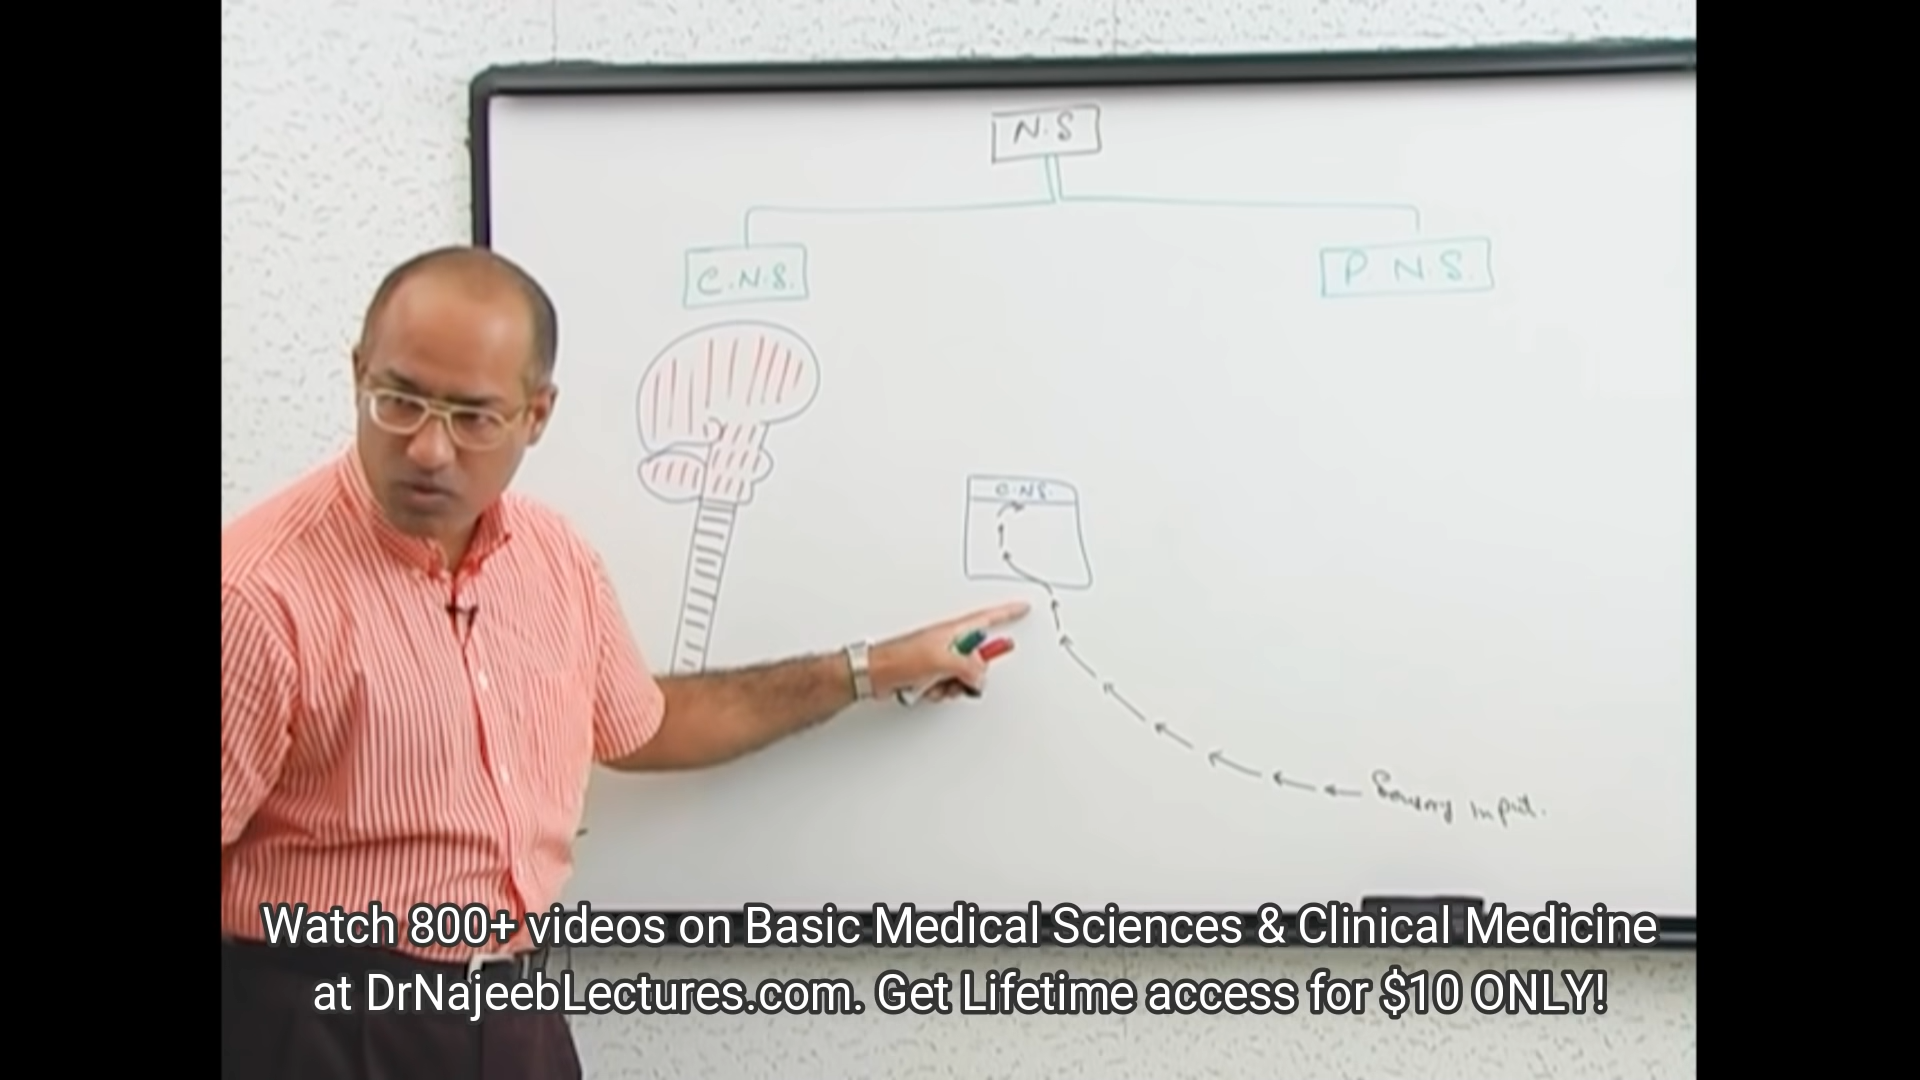 N.S
C.N.S.
P N.S.
C.N.S.
Sensory Input.
Watch 800+ videos on Basic Medical Sciences & Clinical Medicine
at DrNajeebLectures.com. Get Lifetime access for $10 ONLY!